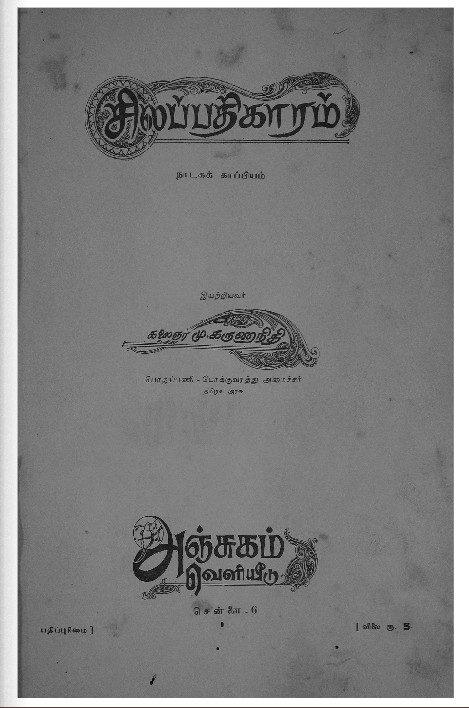 சிலப்பதிகாரம்
நாடகக் காப்பியம்
இயற்றியவர்
கலைஞர் மு.கருணாநிதி
பொதுப்பணி - போக்குவரத்து அமைச்சர்
தமிழக அரசு
அஞ்சுகம்
வெளியீடு
சென்னை - 6
பதிப்புரிமை ]
[ விலை ரூ. 5